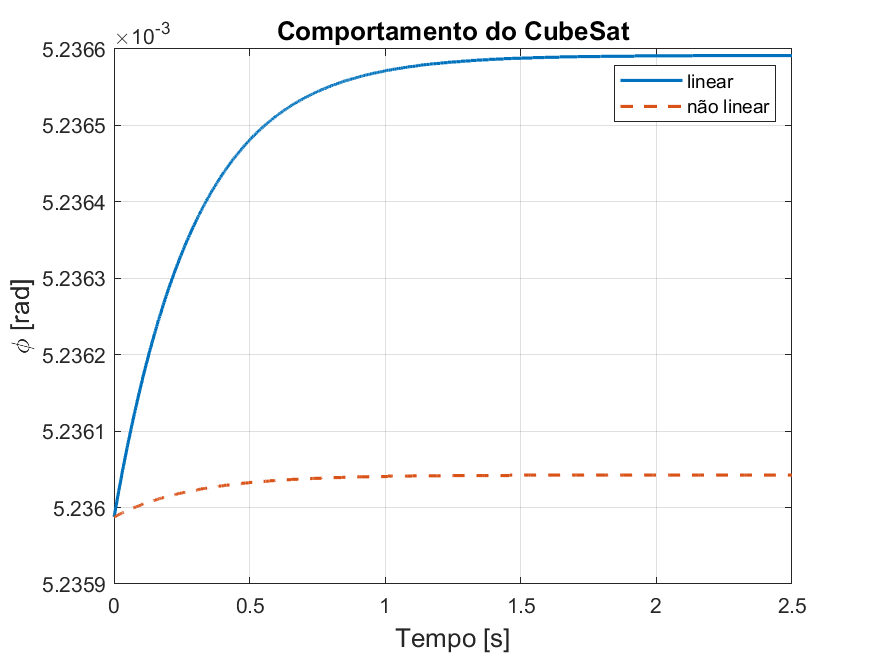 Comportamento do CubeSat
×10⁻³
5.2366
5.2365
5.2364
5.2363
5.2362
5.2361
5.236
5.2359
ϕ [rad]
linear
não linear
0 0.5 1 1.5 2 2.5
Tempo [s]